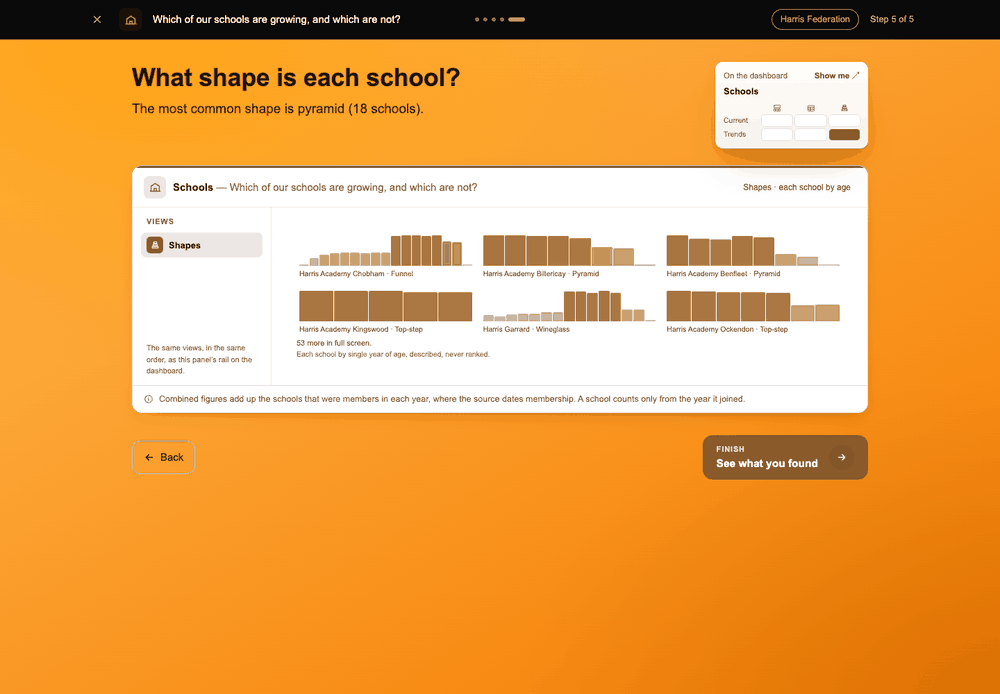 Which of our schools are growing, and which are not?
Harris Federation
Step 5 of 5
What shape is each school?
The most common shape is pyramid (18 schools).
On the dashboard
Show me
Schools
Current
Trends
Schools — Which of our schools are growing, and which are not?
Shapes · each school by age
VIEWS
Shapes
The same views, in the same
order, as this panel's rail on the
dashboard.
Harris Academy Chobham · Funnel
Harris Academy Billericay · Pyramid
Harris Academy Benfleet · Pyramid
Harris Academy Kingswood · Top-step
Harris Garrard · Wineglass
Harris Academy Ockendon · Top-step
53 more in full screen.
Each school by single year of age, described, never ranked.
Combined figures add up the schools that were members in each year, where the source dates membership. A school counts only from the year it joined.
Back
FINISH
See what you found